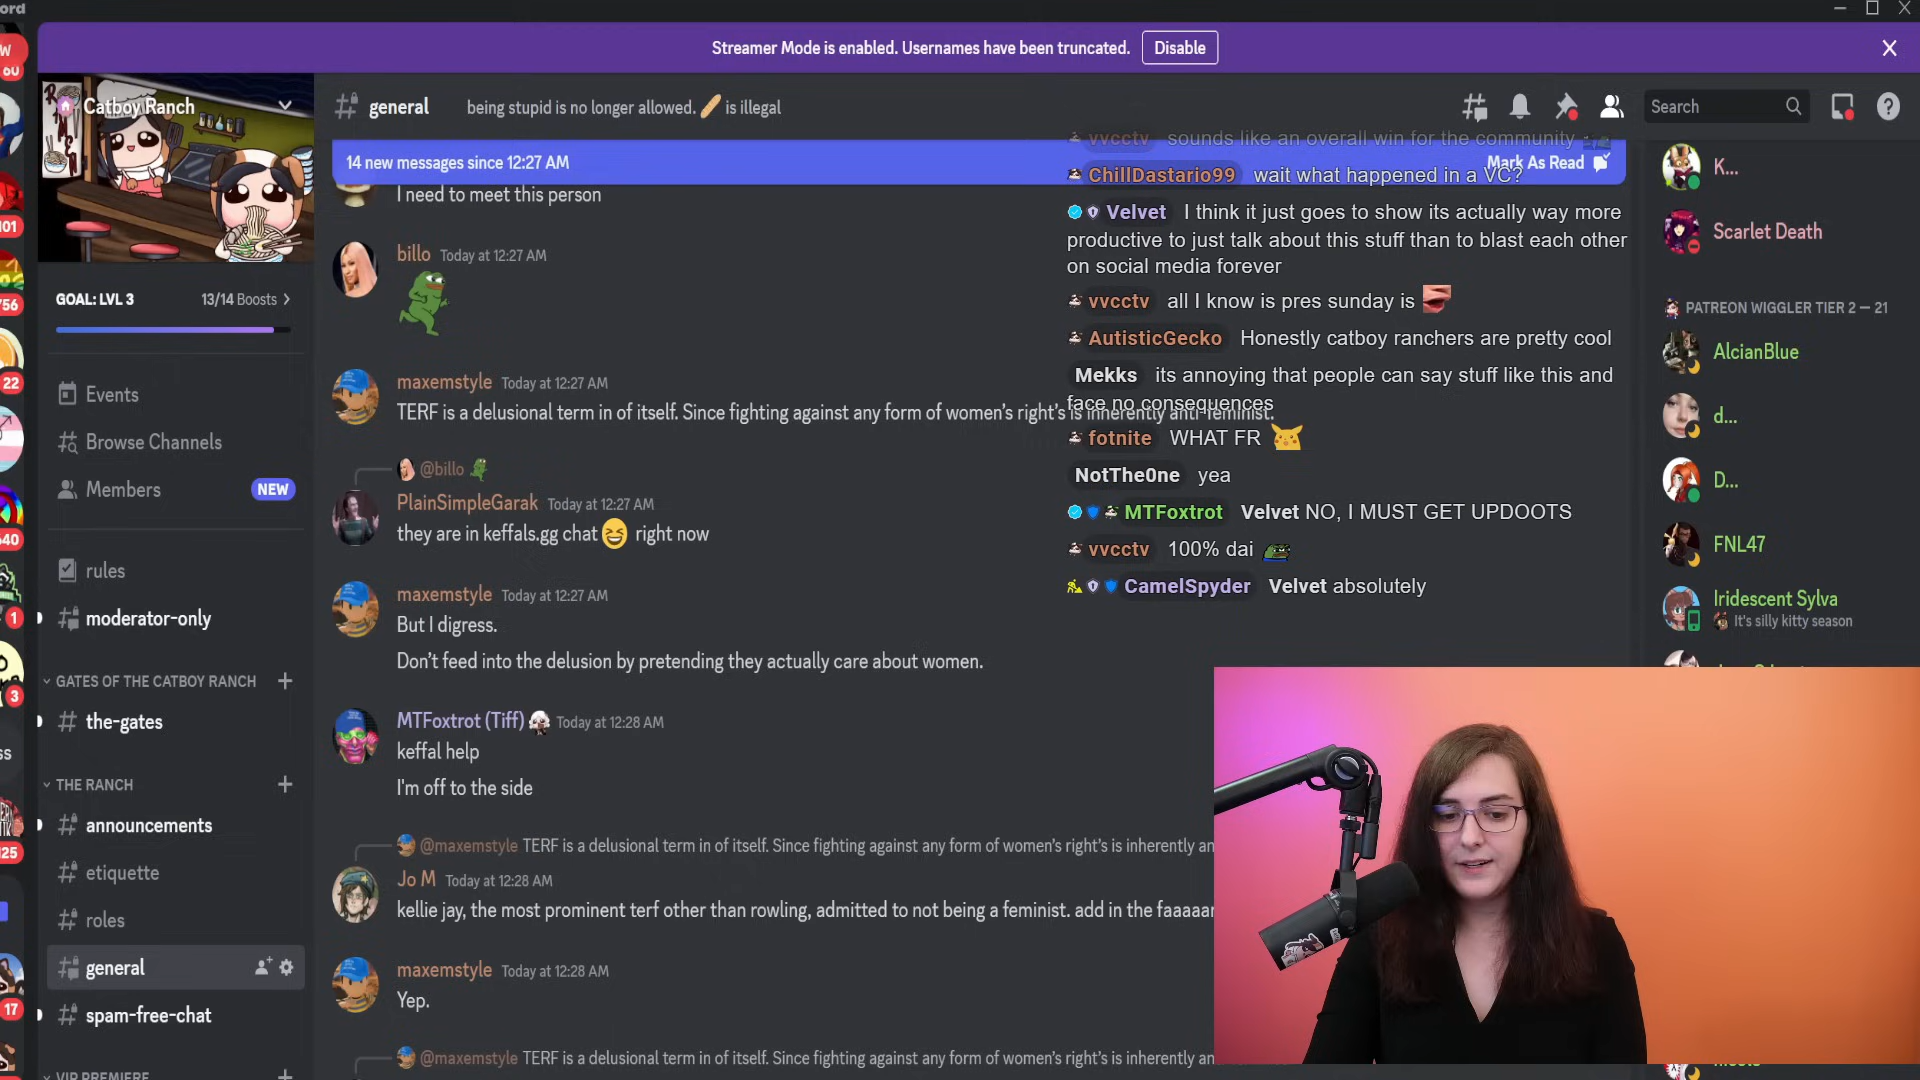 ord
Streamer Mode is enabled. Usernames have been truncated.
Disable
Catboy Ranch
general
being stupid is no longer allowed. 🥖 is illegal
Search
14 new messages since 12:27 AM
Mark As Read
GOAL: LVL 3
13/14 Boosts
Events
Browse Channels
Members
NEW
rules
moderator-only
GATES OF THE CATBOY RANCH
the-gates
THE RANCH
announcements
etiquette
roles
general
spam-free-chat
VIP PREMIERE
I need to meet this person
billo Today at 12:27 AM
maxemstyle Today at 12:27 AM
TERF is a delusional term in of itself. Since fighting against any form of women's right's is inherently anti-feminist.
@billo
PlainSimpleGarak Today at 12:27 AM
they are in keffals.gg chat 😆 right now
maxemstyle Today at 12:27 AM
But I digress.
Don't feed into the delusion by pretending they actually care about women.
MTFoxtrot (Tiff) Today at 12:28 AM
keffal help
I'm off to the side
@maxemstyle TERF is a delusional term in of itself. Since fighting against any form of women's right's is inherently an
Jo M Today at 12:28 AM
kellie jay, the most prominent terf other than rowling, admitted to not being a feminist. add in the faaaaar
maxemstyle Today at 12:28 AM
Yep.
@maxemstyle TERF is a delusional term in of itself. Since fighting against any form of women's right's is inherently an
vvcctv sounds like an overall win for the community
ChillDastario99 wait what happened in a VC?
Velvet I think it just goes to show its actually way more
productive to just talk about this stuff than to blast each other
on social media forever
vvcctv all I know is pres sunday is
AutisticGecko Honestly catboy ranchers are pretty cool
Mekks its annoying that people can say stuff like this and
face no consequences
fotnite WHAT FR
NotThe0ne yea
MTFoxtrot Velvet NO, I MUST GET UPDOOTS
vvcctv 100% dai
CamelSpyder Velvet absolutely
K...
Scarlet Death
PATREON WIGGLER TIER 2 — 21
AlcianBlue
d...
D...
FNL47
Iridescent Sylva
It's silly kitty season
W
60
101
756
22
640
1
3
ss
125
17